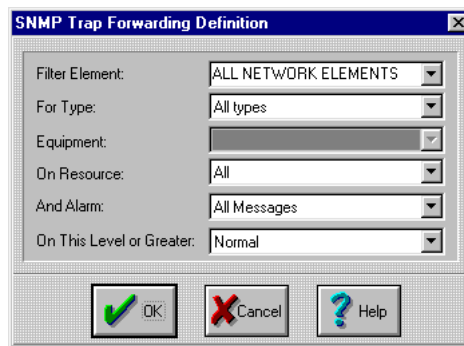 SNMP Trap Forwarding Definition
Filter Element: ALL NETWORK ELEMENTS
For Type: All types
Equipment:
On Resource: All
And Alarm: All Messages
On This Level or Greater: Normal
OK Cancel Help